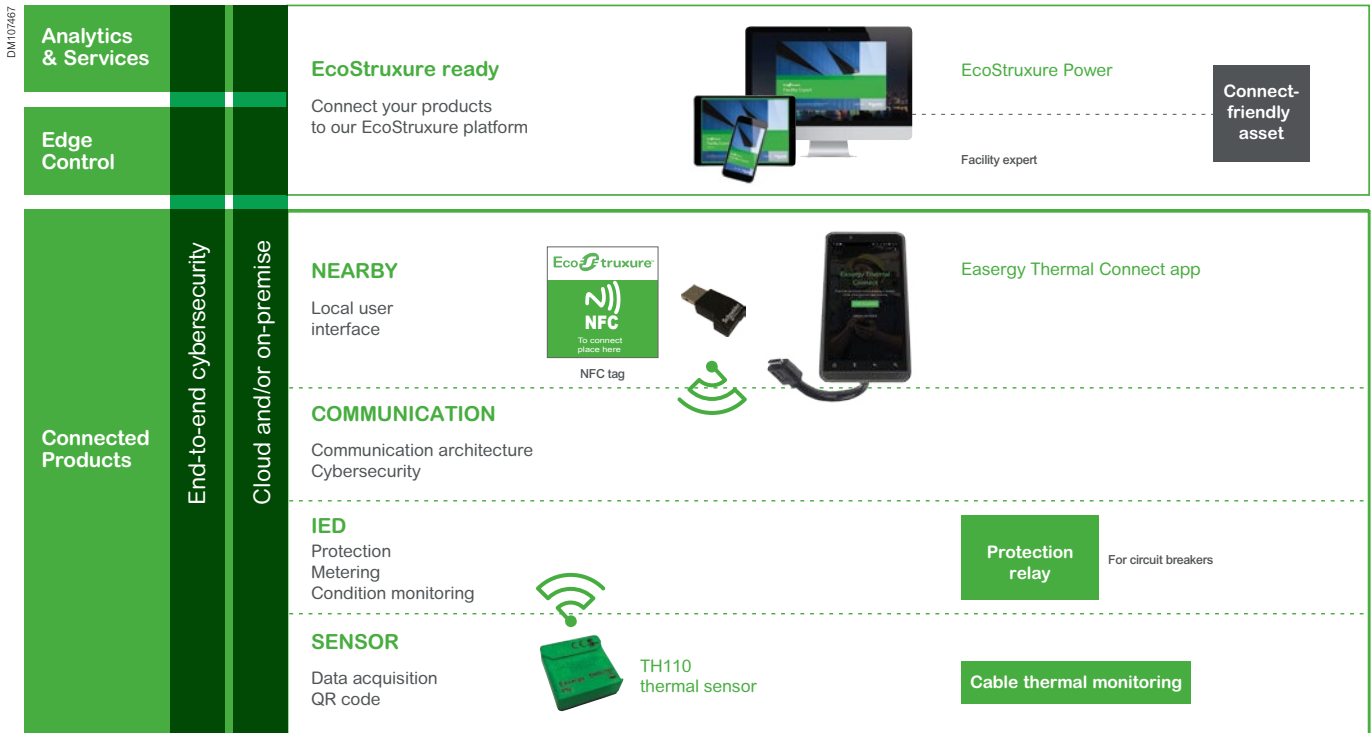 DM107467
Analytics
& Services
Edge
Control
Connected
Products
End-to-end cybersecurity
Cloud and/or on-premise
EcoStruxure ready
Connect your products
to our EcoStruxure platform
EcoStruxure Power
Facility expert
Connect-
friendly
asset
NEARBY
Local user
interface
EcoStruxure
NFC
To connect
place here
NFC tag
Easergy Thermal
Connect
Easergy Thermal Connect app
COMMUNICATION
Communication architecture
Cybersecurity
IED
Protection
Metering
Condition monitoring
Protection
relay
For circuit breakers
SENSOR
Data acquisition
QR code
TH110
thermal sensor
Cable thermal monitoring